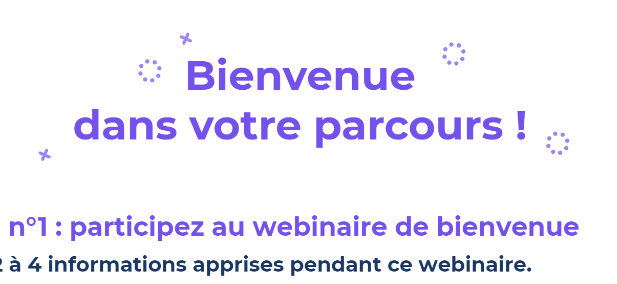 Bienvenue
dans votre parcours !
n°1 : participez au webinaire de bienvenue
à 4 informations apprises pendant ce webinaire.